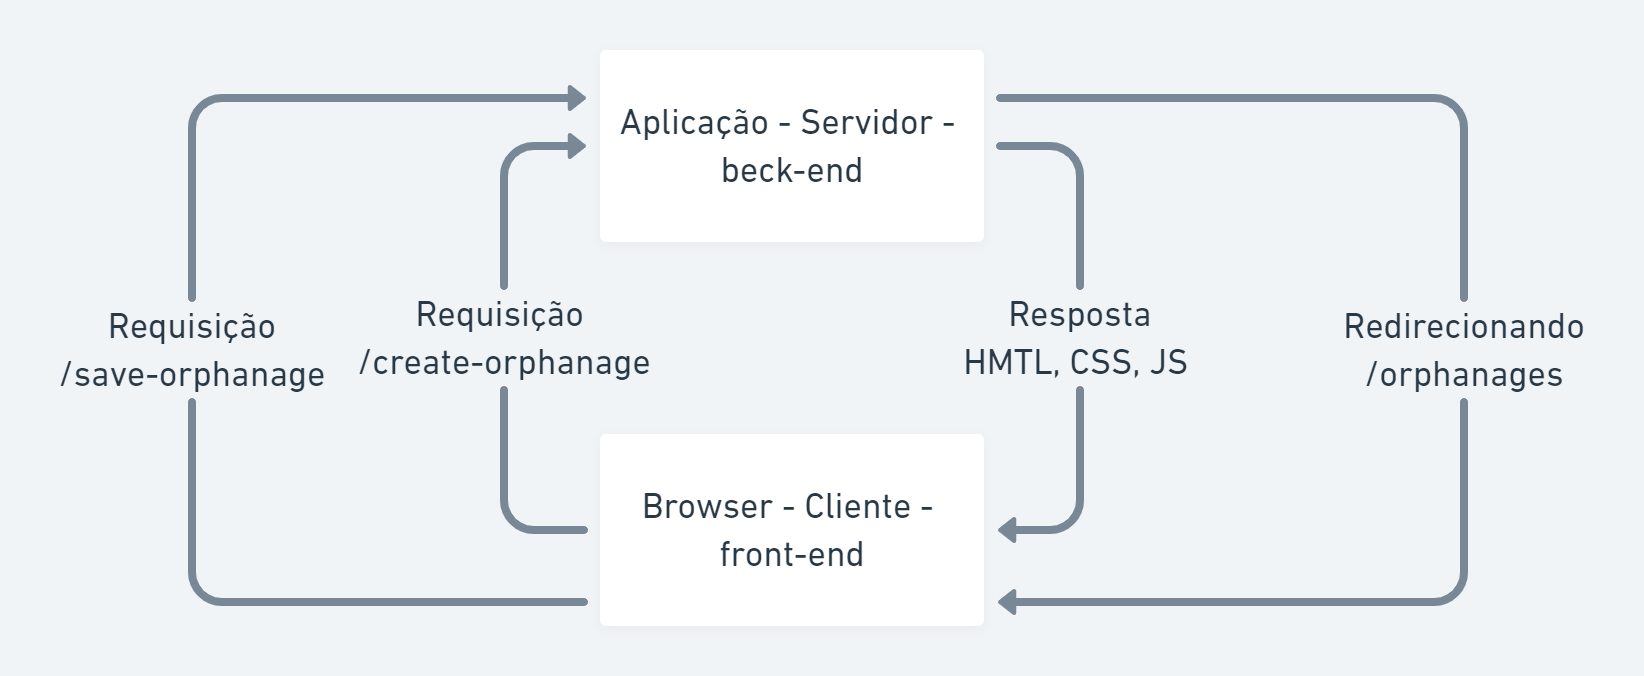 Aplicação - Servidor -
beck-end
Requisição
/save-orphanage
Requisição
/create-orphanage
Resposta
HMTL, CSS, JS
Redirecionando
/orphanages
Browser - Cliente -
front-end